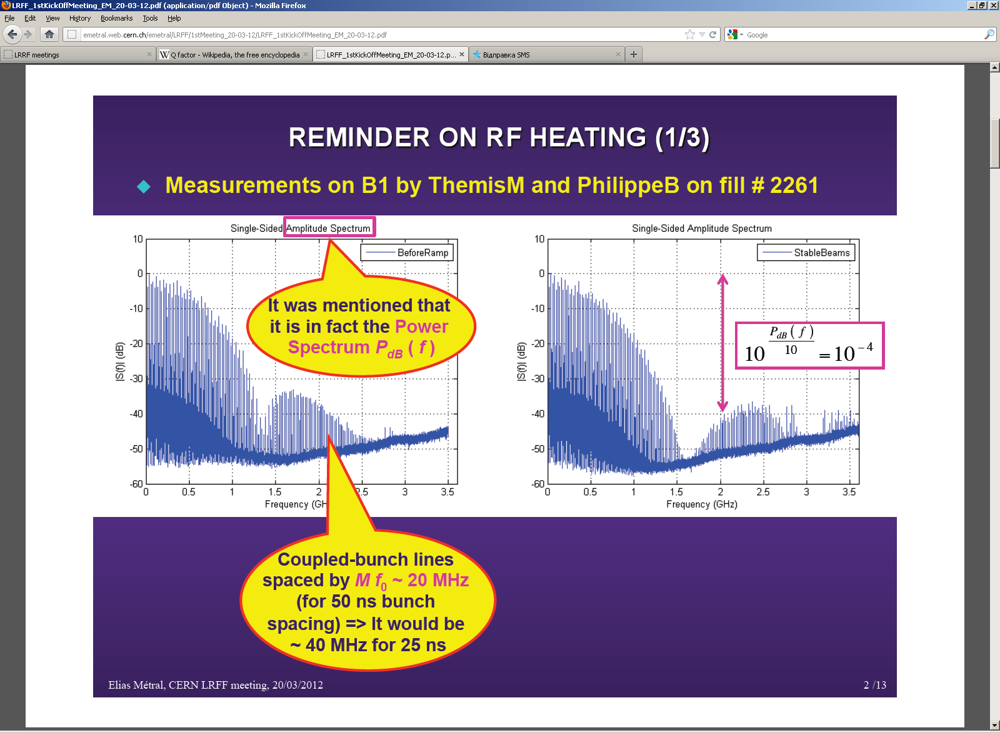 LRFF_1stKickOffMeeting_EM_20-03-12.pdf (application/pdf Object) - Mozilla Firefox
File Edit View History Bookmarks Tools Help
emetral.web.cern.ch/emetral/LRFF/1stMeeting_20-03-12/LRFF_1stKickOffMeeting_EM_20-03-12.pdf
Google
LRRF meetings
W Q factor - Wikipedia, the free encyclopedia
LRFF_1stKickOffMeeting_EM_20-03-12.p...
Відправка SMS
REMINDER ON RF HEATING (1/3)
Measurements on B1 by ThemisM and PhilippeB on fill # 2261
Single-Sided Amplitude Spectrum
BeforeRamp
10
0
-10
-20
-30
-40
-50
-60
|S(f)| (dB)
0 0.5 1 1.5 2 2.5 3 3.5
Frequency (GH
It was mentioned that
it is in fact the Power
Spectrum PdB ( f )
Single-Sided Amplitude Spectrum
StableBeams
10
0
-10
-20
-30
-40
-50
-60
|S(f)| (dB)
0 0.5 1 1.5 2 2.5 3 3.5
Frequency (GHz)
10^(PdB ( f ) / 10) = 10^-4
Coupled-bunch lines
spaced by M f0 ~ 20 MHz
(for 50 ns bunch
spacing) => It would be
~ 40 MHz for 25 ns
Elias Métral, CERN LRFF meeting, 20/03/2012
2 /13